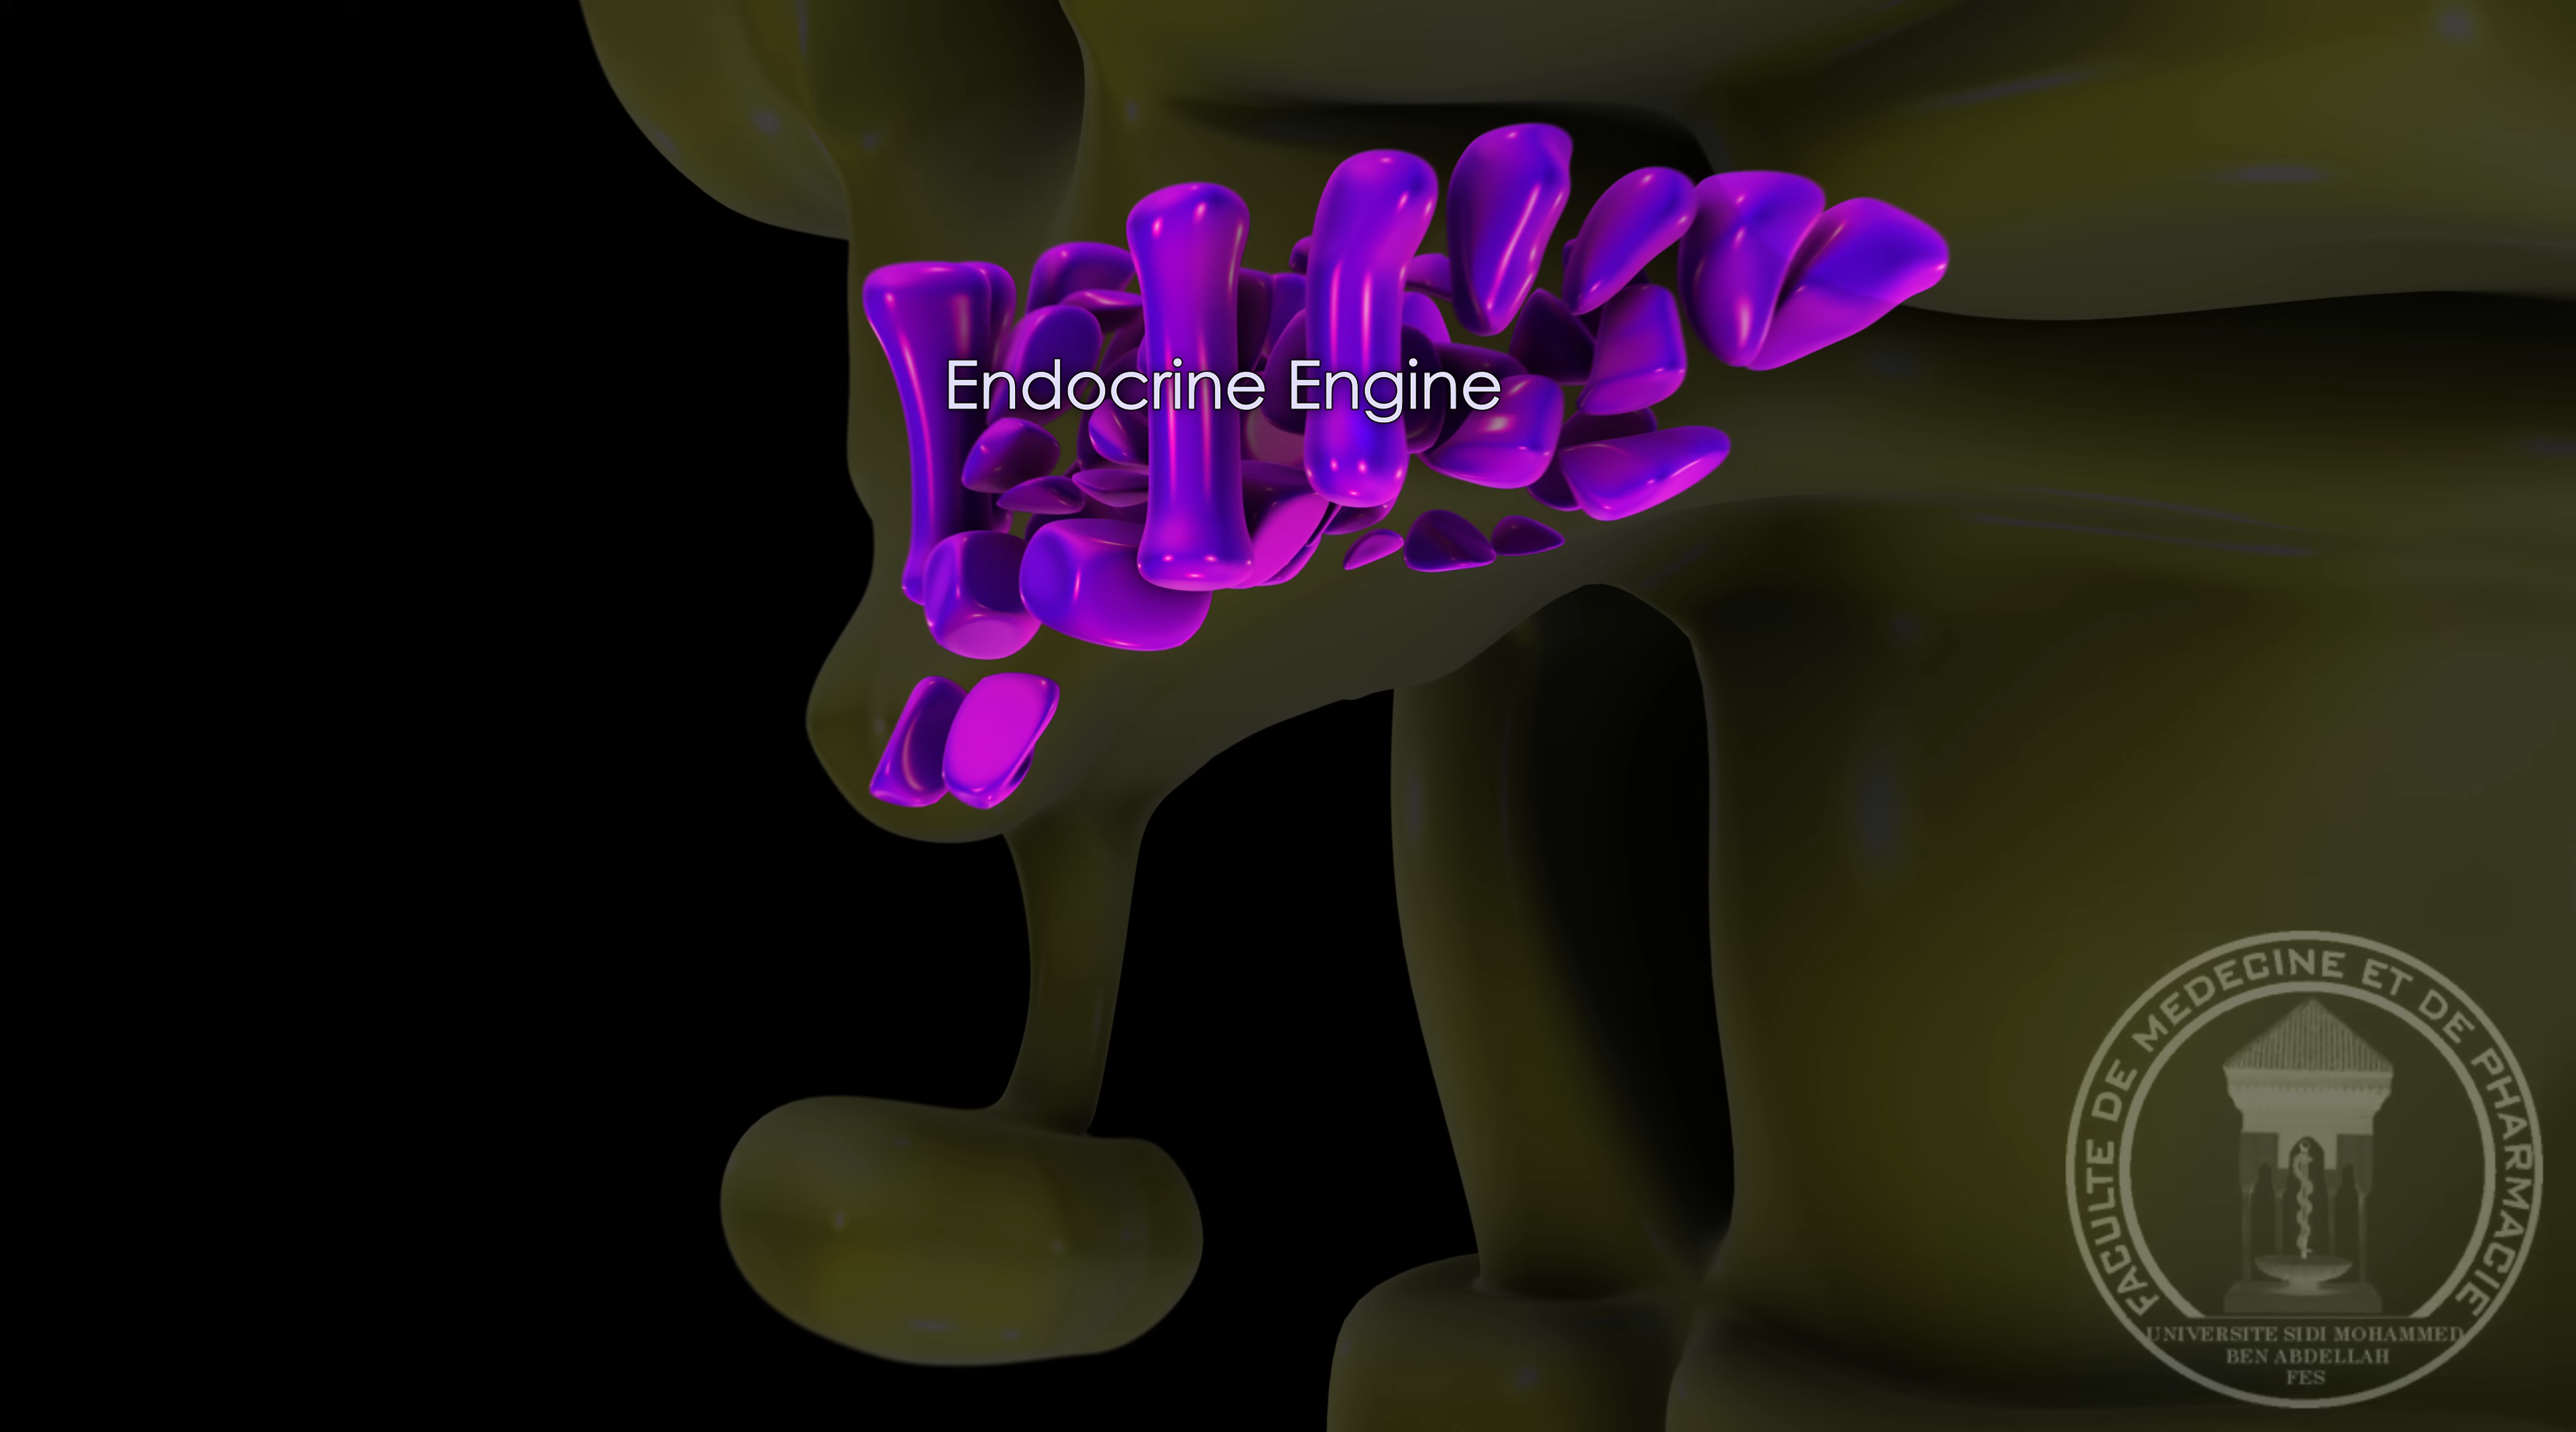 Endocrine Engine
FACULTE DE MEDECINE ET DE PHARMACIE
UNIVERSITE SIDI MOHAMMED
BEN ABDELLAH
FES